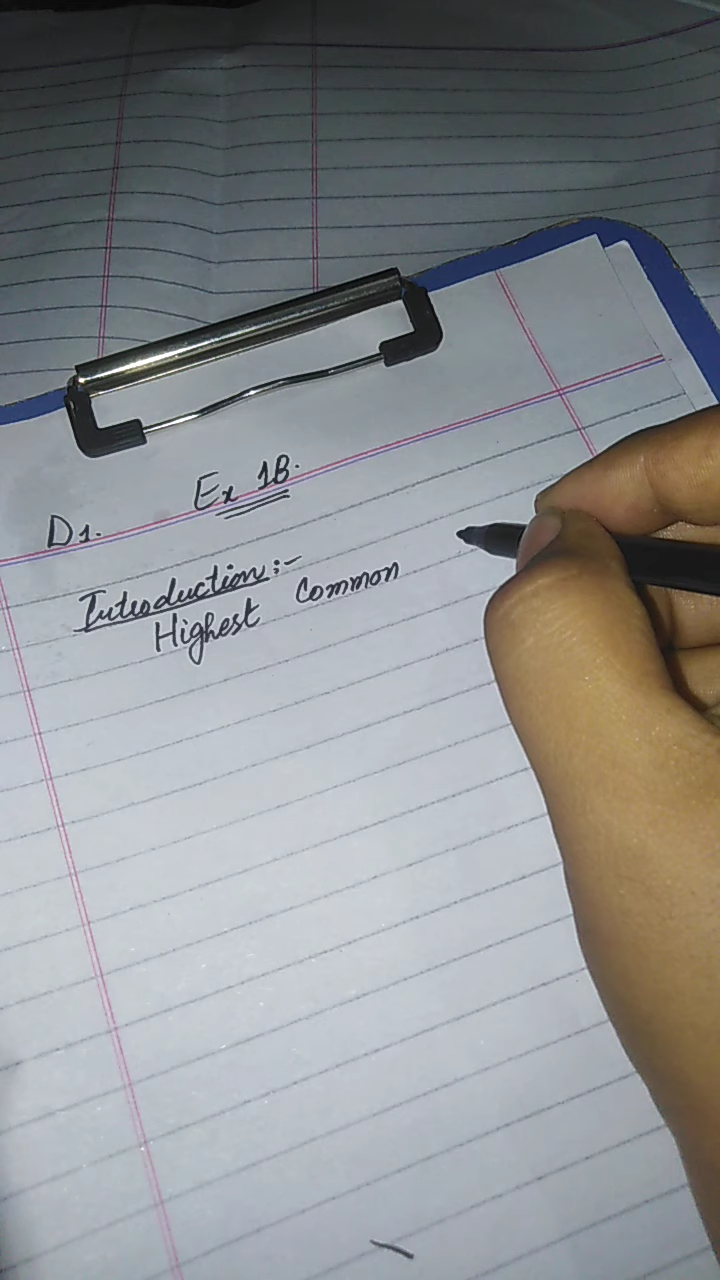 Ex 1B.
D1.
Introduction:-
Highest Common